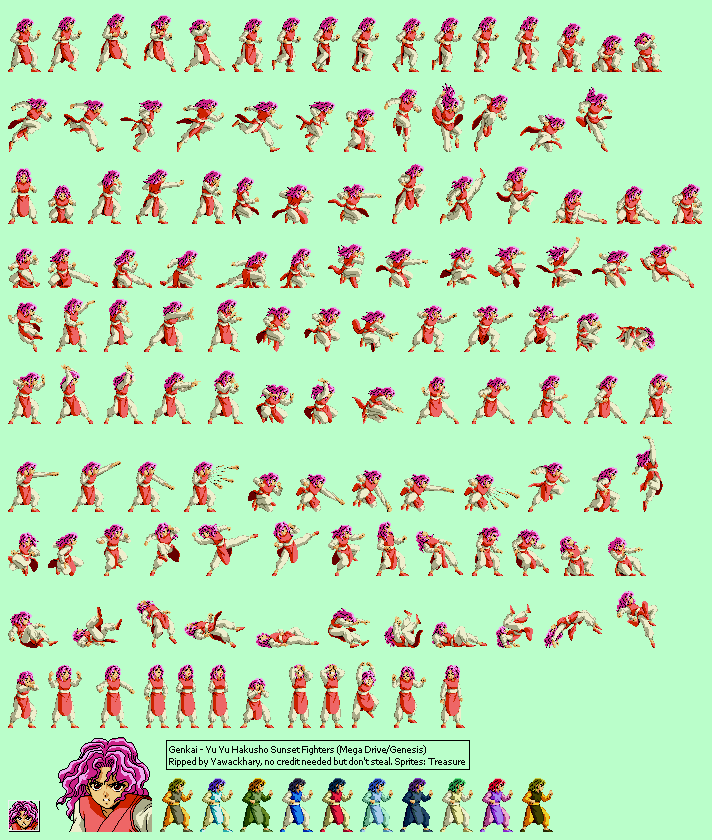 Genkai - Yu Yu Hakusho Sunset Fighters (Mega Drive/Genesis)
Ripped by Yawackhary, no credit needed but don't steal. Sprites: Treasure